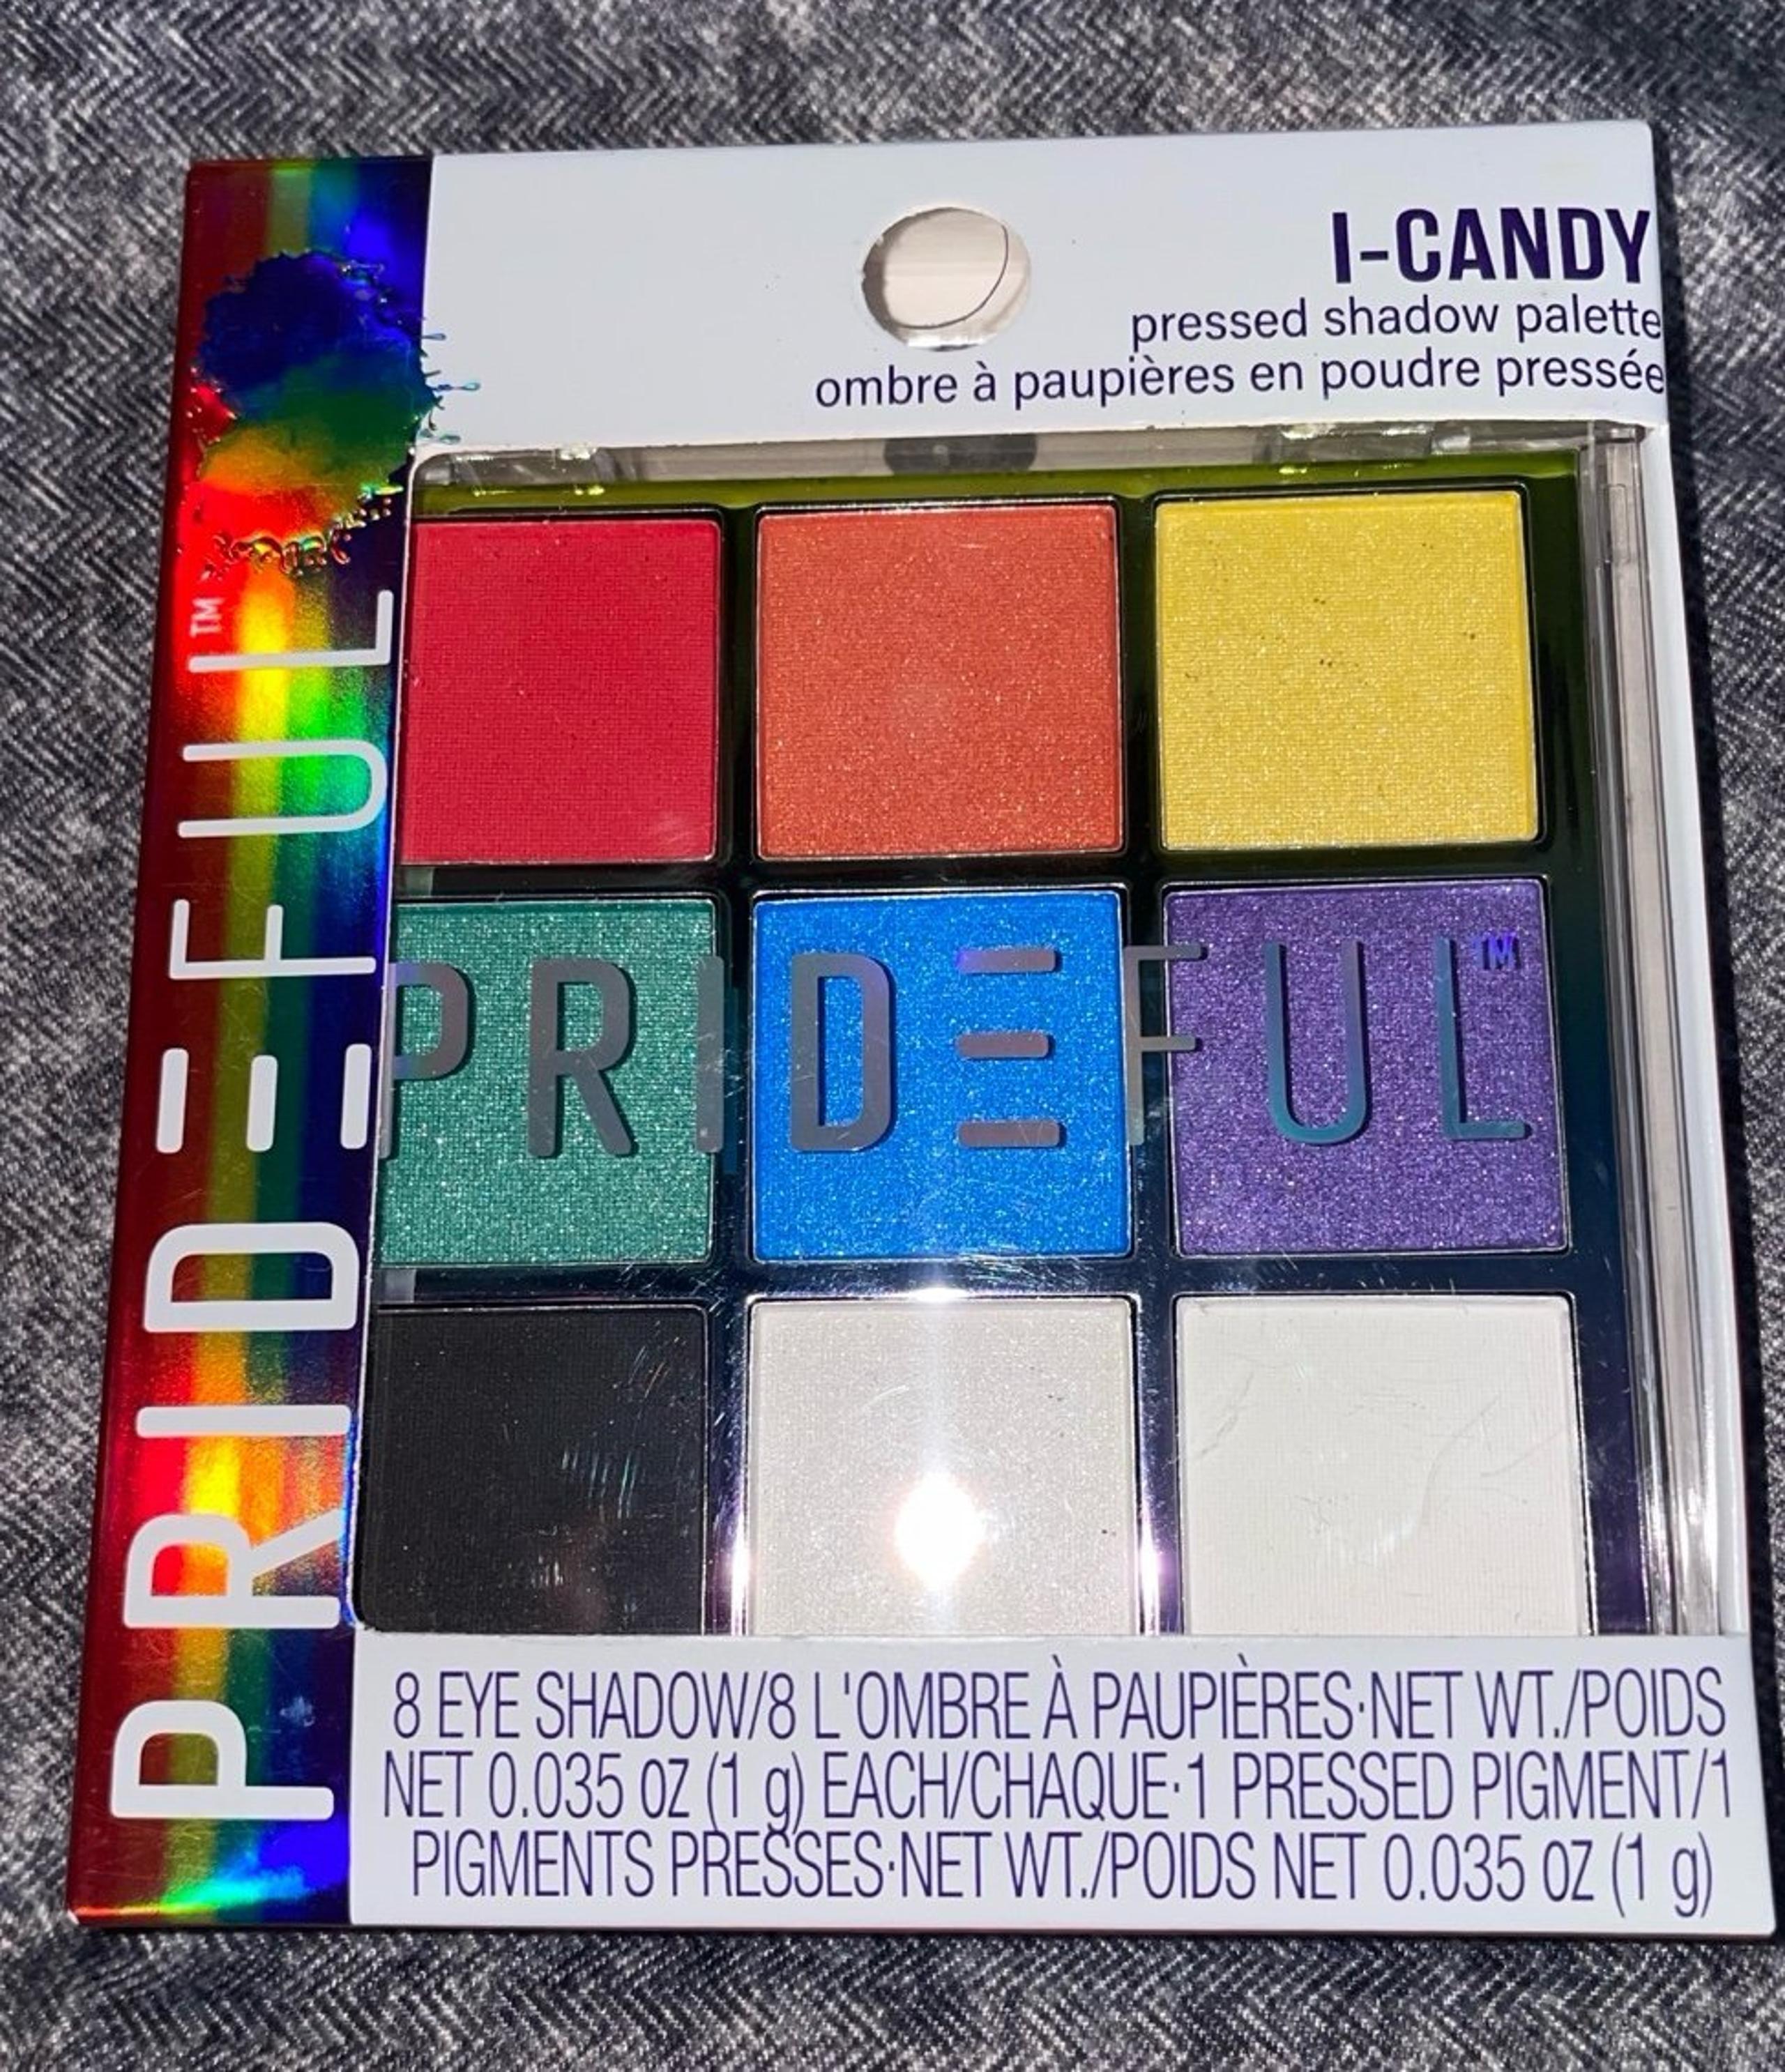 I-CANDY
pressed shadow palette
ombre à paupières en poudre pressée
PRIDEFUL™
PRIDEFUL™
8 EYE SHADOW/8 L'OMBRE À PAUPIÈRES·NET WT./POIDS
NET 0.035 OZ (1 g) EACH/CHAQUE·1 PRESSED PIGMENT/1
PIGMENTS PRESSES·NET WT./POIDS NET 0.035 OZ (1 g)